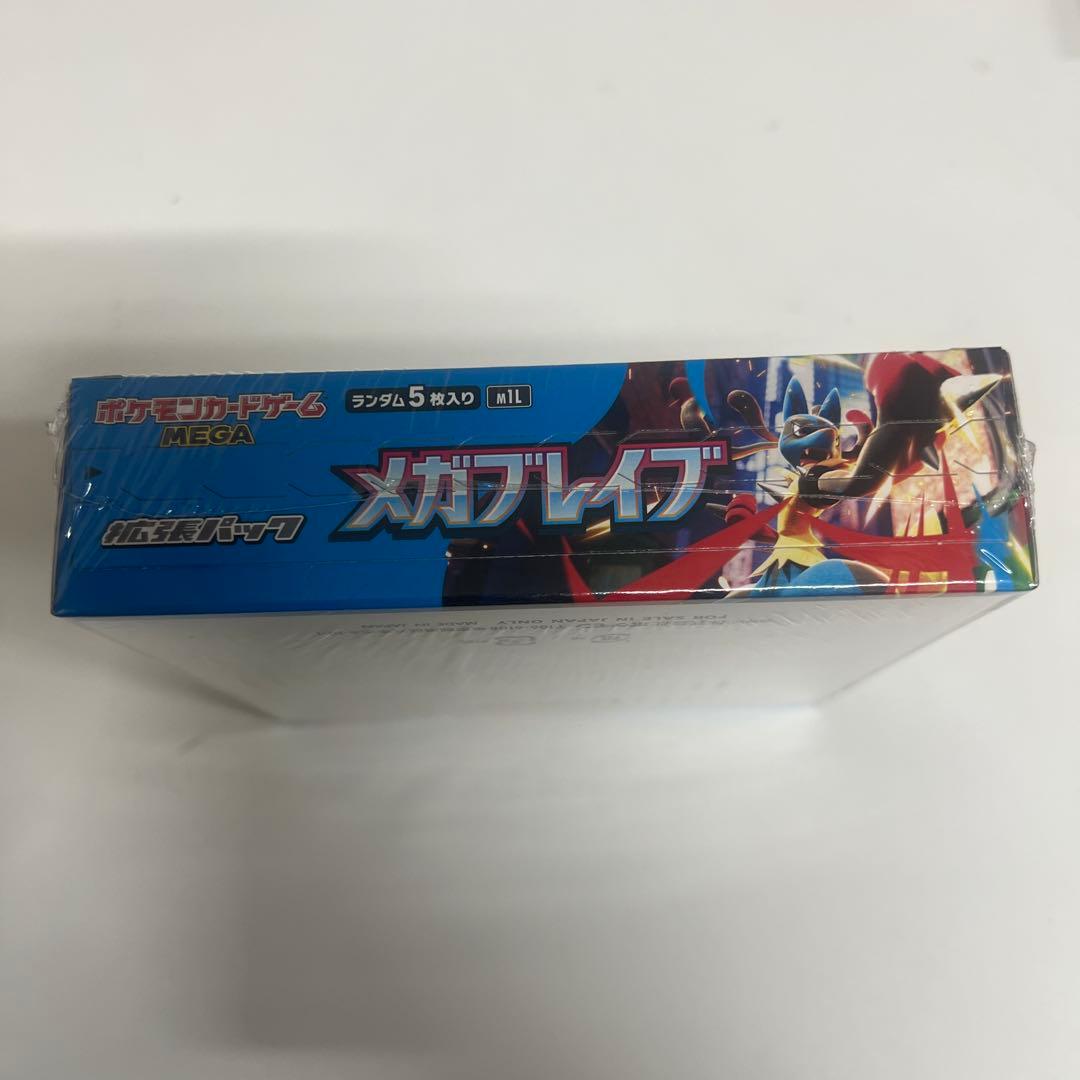 ポケモンカードゲーム
MEGA
ランダム5枚入り
M1L
メガブレイブ
拡張パック
FOR SALE IN JAPAN ONLY MADE IN JAPAN